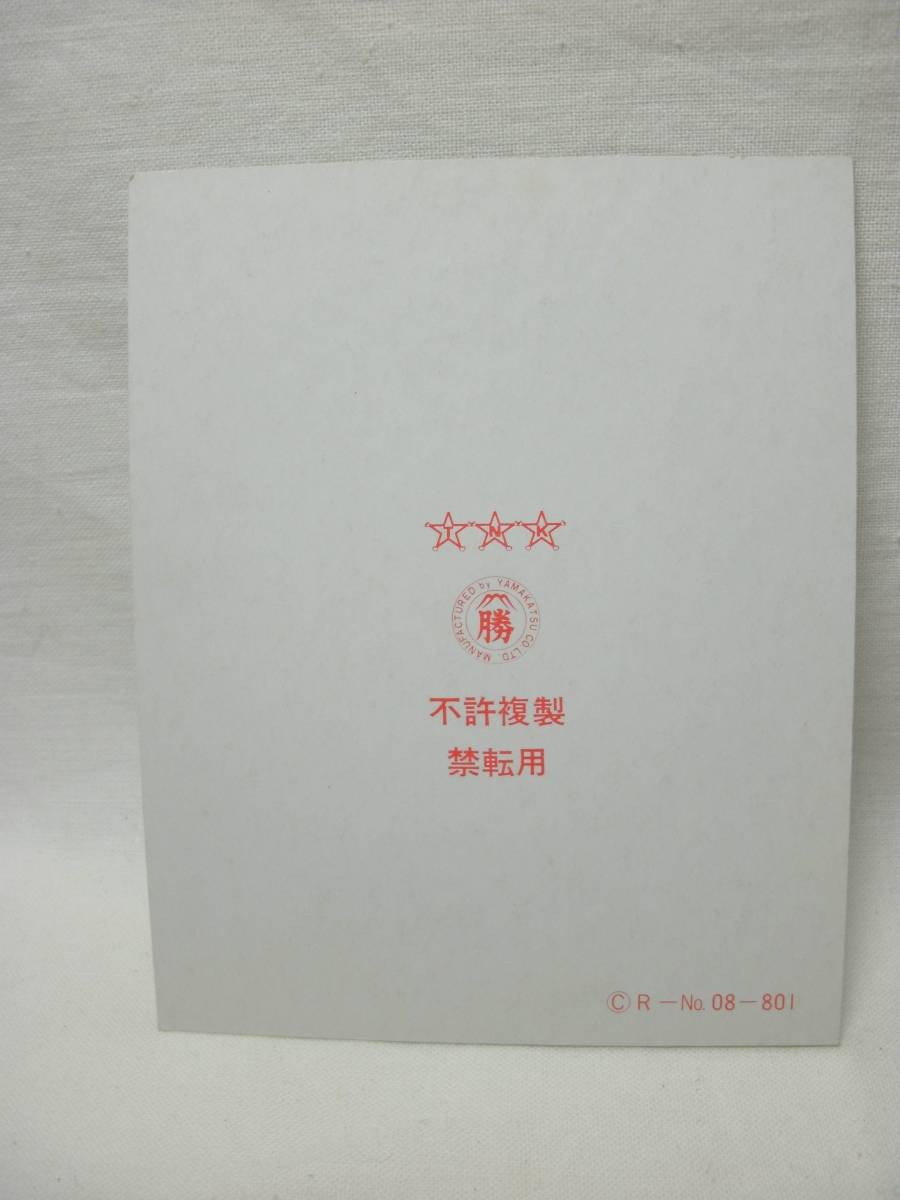 T N K
MANUFACTURED by YAMAKATSU CO LTD.
勝
不許複製
禁転用
Ⓒ R －No. 08－801